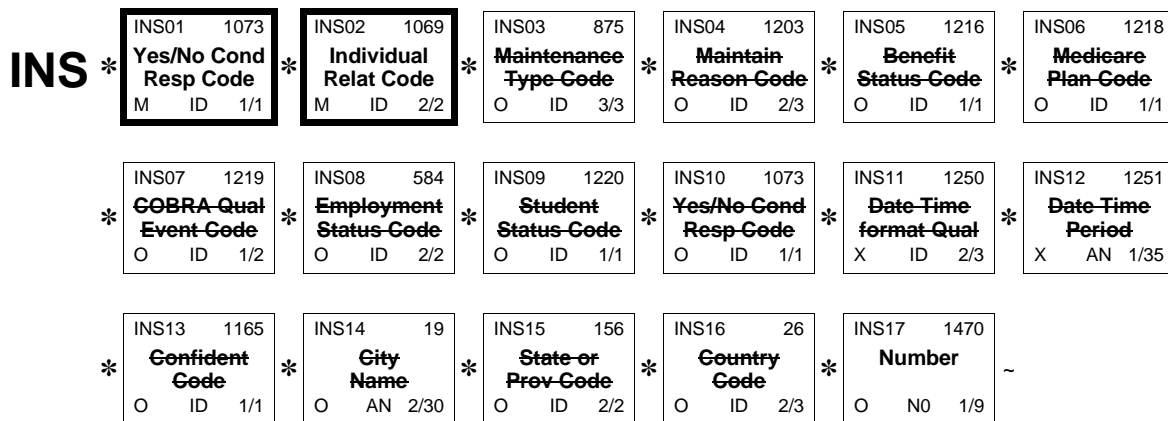 INS01 1073 INS02 1069 INS03 875 INS04 1203 INS05 1216 INS06 1218
INS * Yes/No Cond * Individual * Maintenance * Maintain * Benefit * Medicare
Resp Code Relat Code Type Code Reason Code Status Code Plan Code
M ID 1/1 M ID 2/2 O ID 3/3 O ID 2/3 O ID 1/1 O ID 1/1
INS07 1219 INS08 584 INS09 1220 INS10 1073 INS11 1250 INS12 1251
* COBRA Qual * Employment * Student * Yes/No Cond * Date Time * Date Time
Event Code Status Code Status Code Resp Code format Qual Period
O ID 1/2 O ID 2/2 O ID 1/1 O ID 1/1 X ID 2/3 X AN 1/35
INS13 1165 INS14 19 INS15 156 INS16 26 INS17 1470
* Confident * City * State or * Country * Number ~
Code Name Prov Code Code
O ID 1/1 O AN 2/30 O ID 2/2 O ID 2/3 O N0 1/9